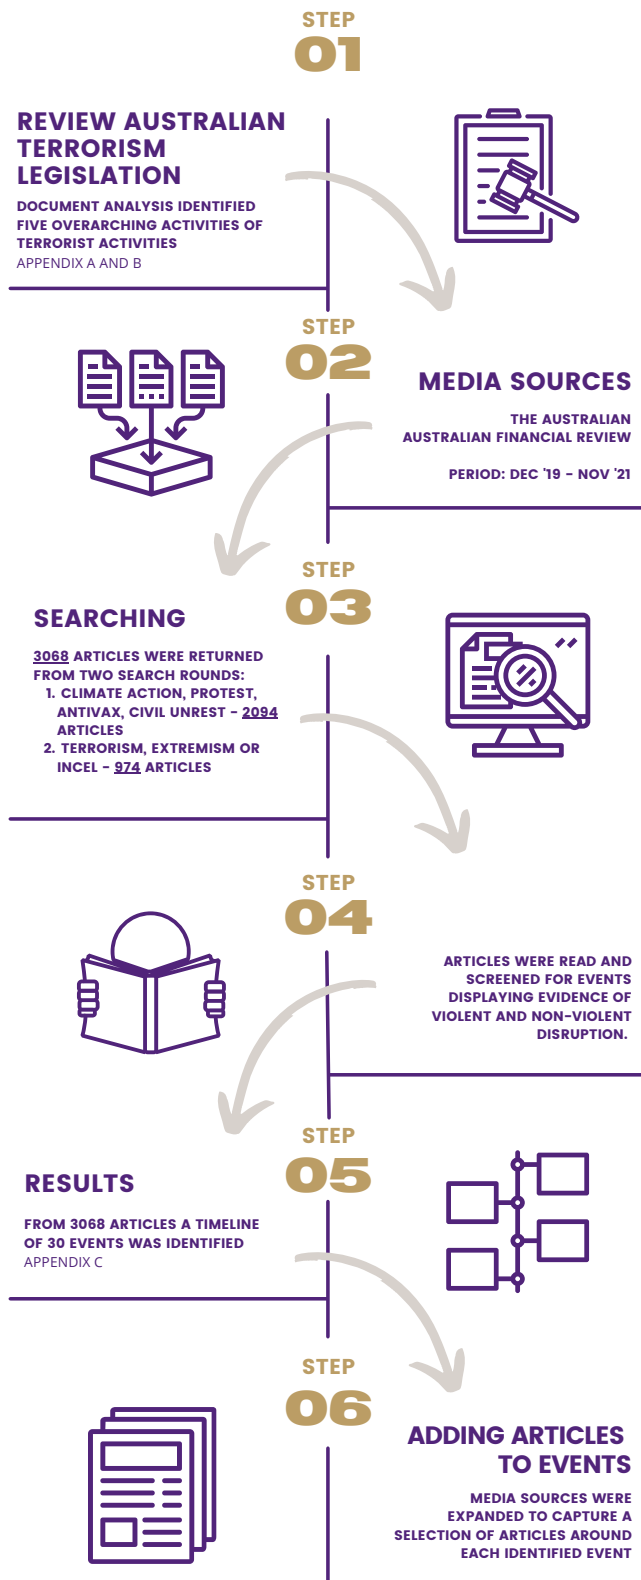 STEP
01
REVIEW AUSTRALIAN
TERRORISM
LEGISLATION
DOCUMENT ANALYSIS IDENTIFIED
FIVE OVERARCHING ACTIVITIES OF
TERRORIST ACTIVITIES
APPENDIX A AND B
STEP
02
MEDIA SOURCES
THE AUSTRALIAN
AUSTRALIAN FINANCIAL REVIEW
PERIOD: DEC '19 - NOV '21
STEP
03
SEARCHING
3068 ARTICLES WERE RETURNED
FROM TWO SEARCH ROUNDS:
1. CLIMATE ACTION, PROTEST,
ANTIVAX, CIVIL UNREST - 2094
ARTICLES
2. TERRORISM, EXTREMISM OR
INCEL - 974 ARTICLES
STEP
04
ARTICLES WERE READ AND
SCREENED FOR EVENTS
DISPLAYING EVIDENCE OF
VIOLENT AND NON-VIOLENT
DISRUPTION.
STEP
05
RESULTS
FROM 3068 ARTICLES A TIMELINE
OF 30 EVENTS WAS IDENTIFIED
APPENDIX C
STEP
06
ADDING ARTICLES
TO EVENTS
MEDIA SOURCES WERE
EXPANDED TO CAPTURE A
SELECTION OF ARTICLES AROUND
EACH IDENTIFIED EVENT